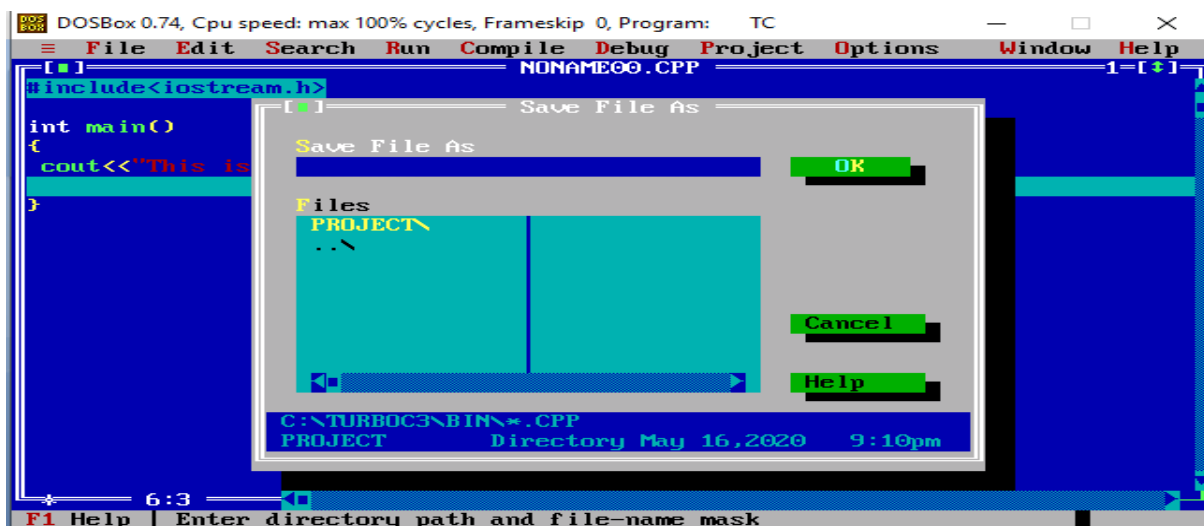 DOSBox 0.74, Cpu speed: max 100% cycles, Frameskip 0, Program: TC
≡ File Edit Search Run Compile Debug Project Options Window Help
[■] NONAME00.CPP 1=[↕]
#include<iostream.h>
int main()
{
cout<<"This is
}
[■] Save File As
Save File As
OK
Files
PROJECT\
..\
Cancel
Help
C:\TURBOC3\BIN\*.CPP
PROJECT Directory May 16,2020 9:10pm
* 6:3
F1 Help | Enter directory path and file-name mask